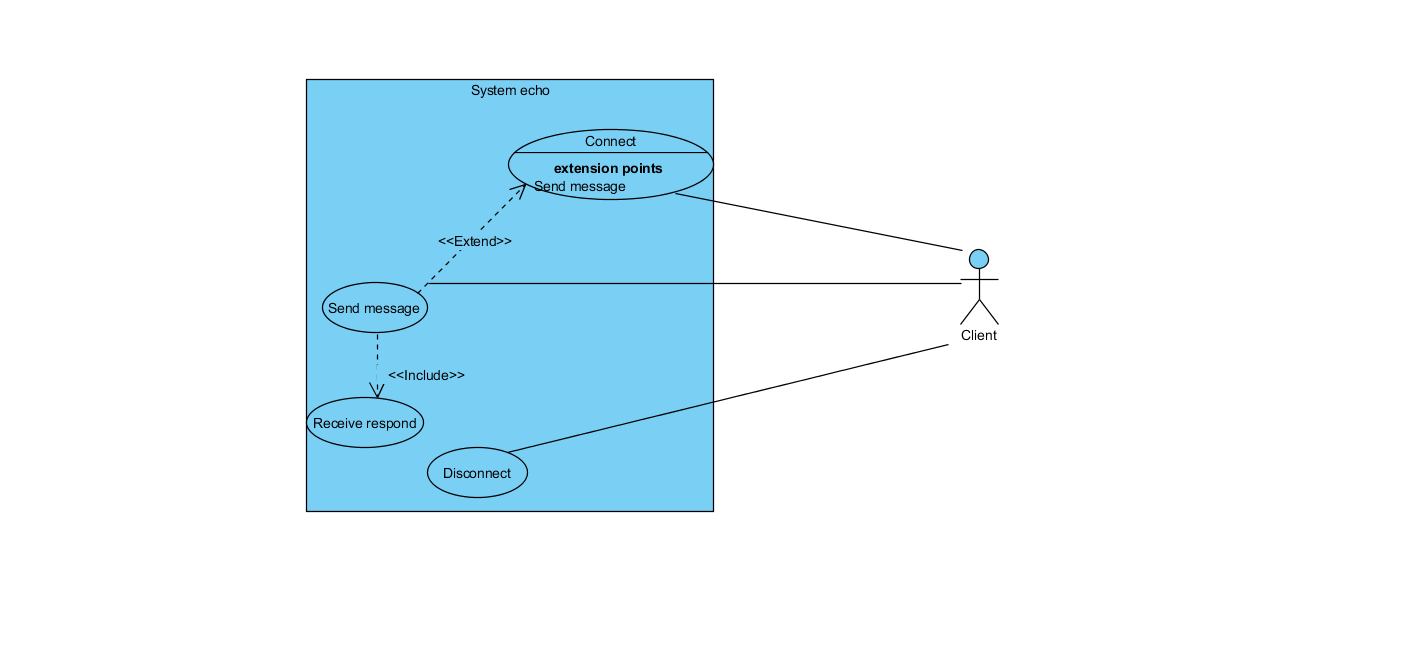 System echo
Connect
extension points
Send message
<<Extend>>
Send message
Client
<<Include>>
Receive respond
Disconnect